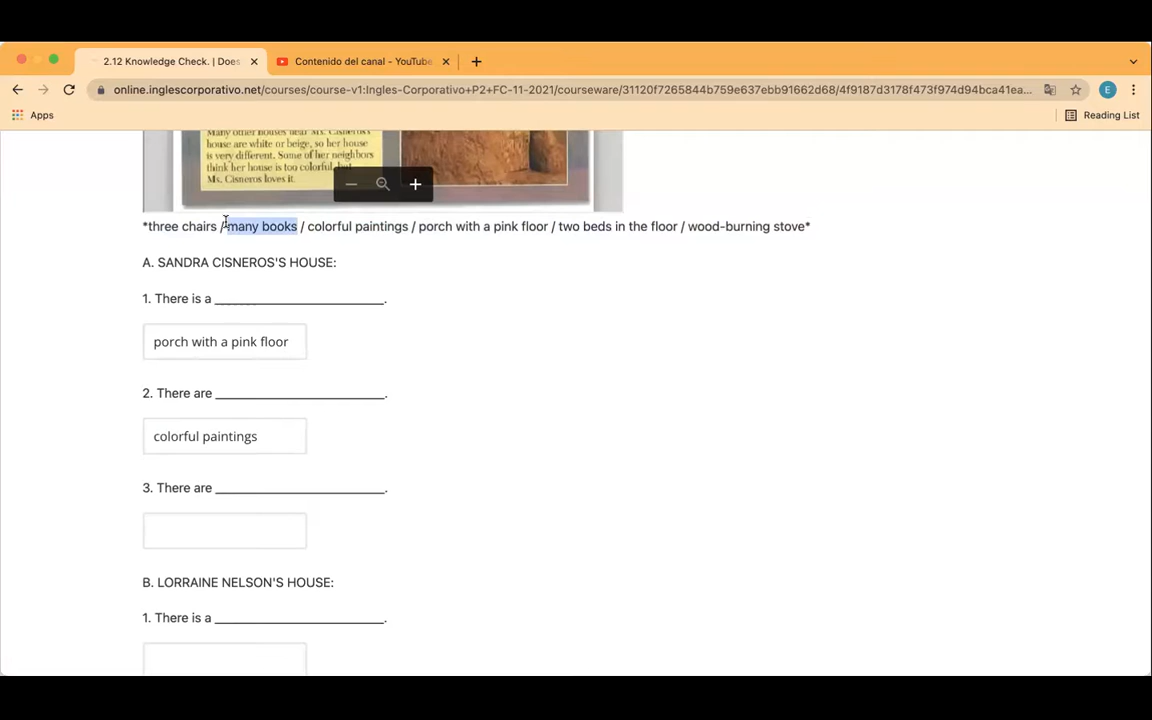 2.12 Knowledge Check. | Does
Contenido del canal - YouTube
online.inglescorporativo.net/courses/course-v1:Ingles-Corporativo+P2+FC-11-2021/courseware/31120f7265844b759e637ebb91662d68/4f9187d3178f473f974d94bca41ea...
E
Apps
Reading List
Many other houses near Ms. Cisneros's
house are white or beige, so her house
is very different. Some of her neighbors
think her house is too colorful, but
Ms. Cisneros loves it.
*three chairs / many books / colorful paintings / porch with a pink floor / two beds in the floor / wood-burning stove*
A. SANDRA CISNEROS'S HOUSE:
1. There is a ________________________.
porch with a pink floor
2. There are ________________________.
colorful paintings
3. There are ________________________.
B. LORRAINE NELSON'S HOUSE:
1. There is a ________________________.